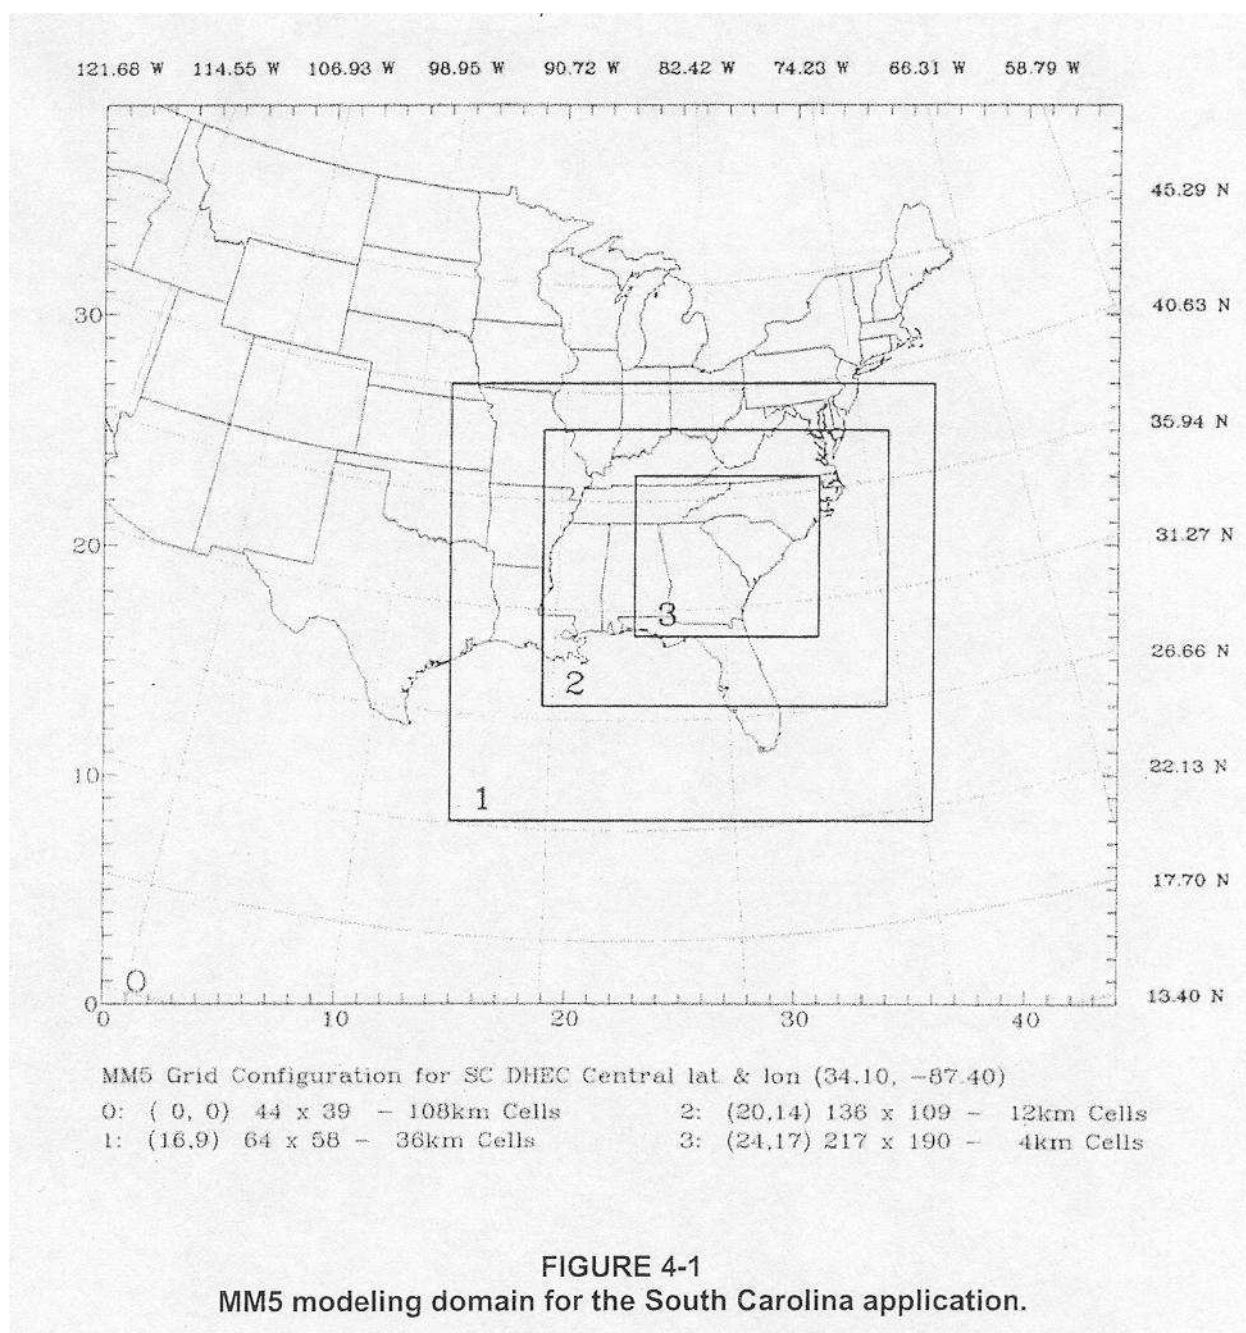 121.68 W 114.55 W 106.93 W 98.95 W 90.72 W 82.42 W 74.23 W 66.31 W 58.79 W
45.29 N
40.63 N
30
35.94 N
31.27 N
20
3
26.66 N
2
22.13 N
10
1
17.70 N
0
13.40 N
0
0 10 20 30 40
MM5 Grid Configuration for SC DHEC Central lat & lon (34.10, -87.40)
0: ( 0, 0) 44 x 39 - 108km Cells 2: (20,14) 136 x 109 - 12km Cells
1: (16,9) 64 x 58 - 36km Cells 3: (24,17) 217 x 190 - 4km Cells
FIGURE 4-1
MM5 modeling domain for the South Carolina application.